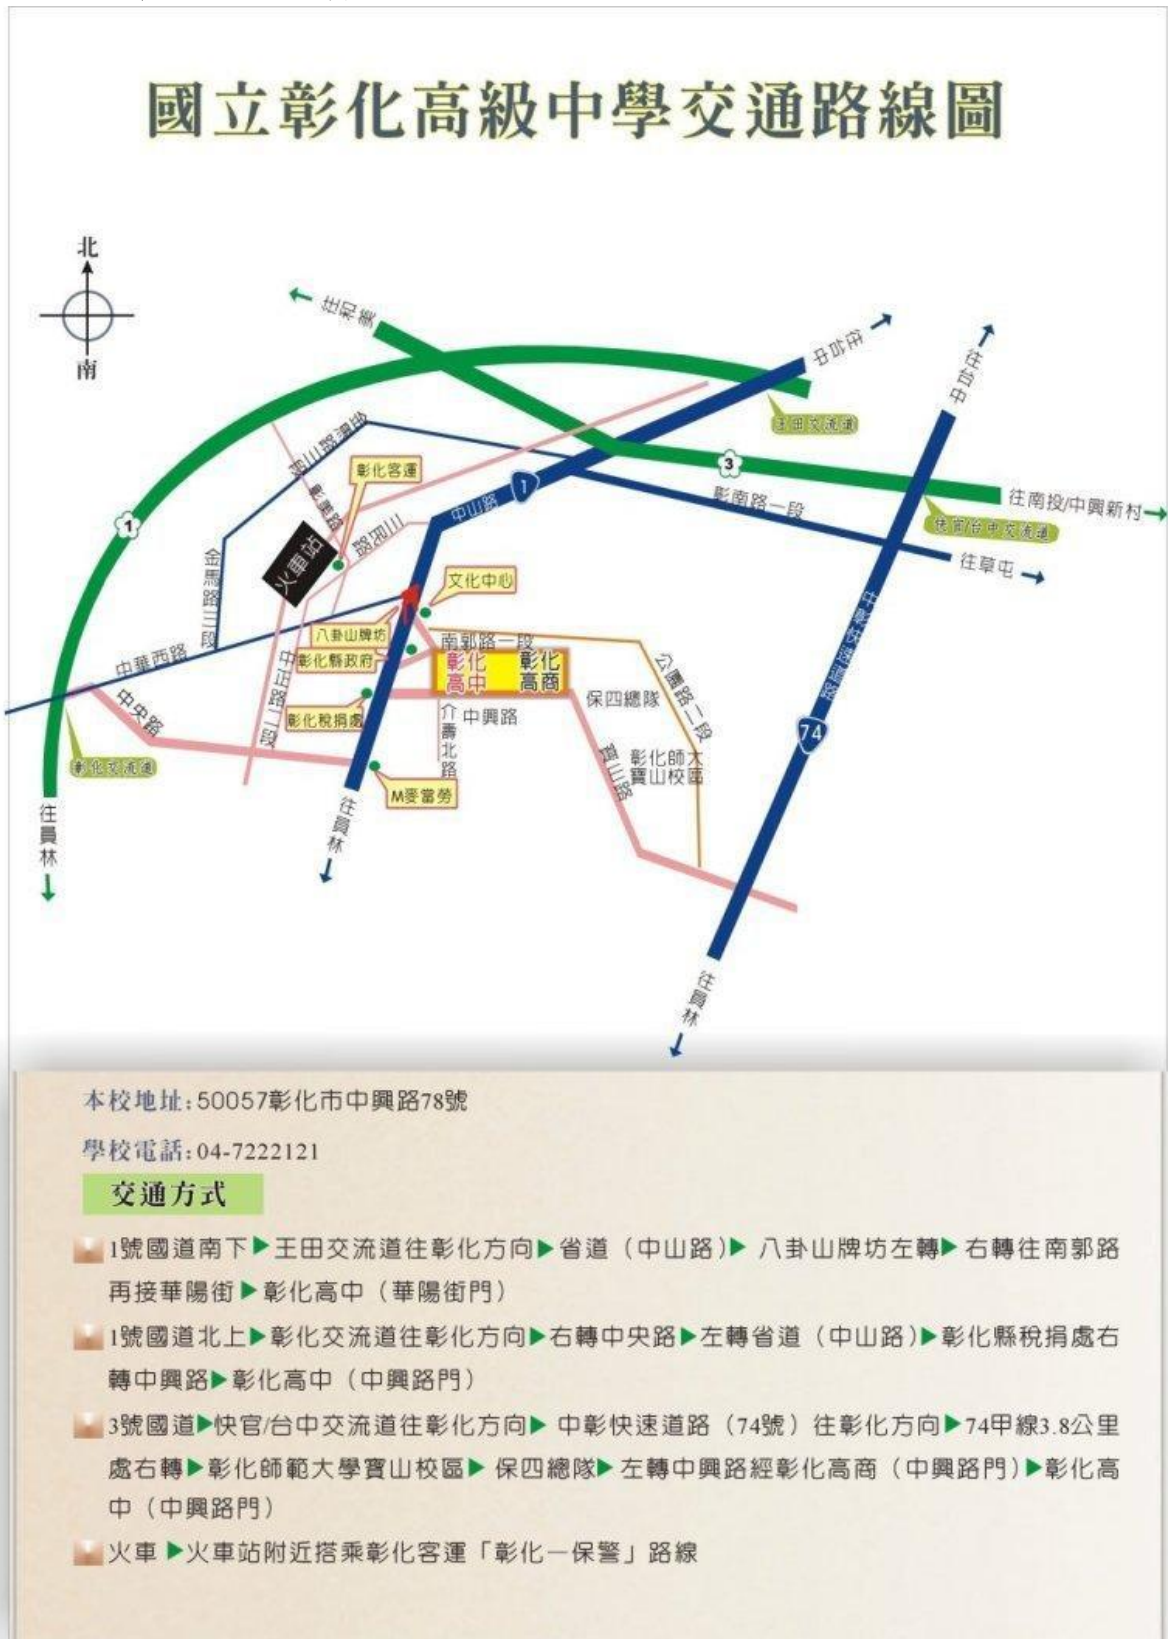 國立彰化高級中學交通路線圖
北
南
往和美
往台中
往台中
王田交流道
彰化客運
1
中山路
3
彰南路一段
往南投/中興新村
快官/台中交流道
往草屯
1
彰美路
火車站
金馬路三段
文化中心
八卦山牌坊
南郭路一段
彰化縣政府
彰化
高中
彰化
高商
中華西路
中央路
公園路二段
中彰快速道路
保四總隊
彰化稅捐處
中興路
介壽北路
74
彰化師大
寶山校區
寶山路
彰化交流道
M麥當勞
往員林
往員林
往員林
本校地址:50057彰化市中興路78號
學校電話:04-7222121
交通方式
1號國道南下▶王田交流道往彰化方向▶省道（中山路）▶ 八卦山牌坊左轉▶右轉往南郭路
再接華陽街▶彰化高中（華陽街門）
1號國道北上▶彰化交流道往彰化方向▶右轉中央路▶左轉省道（中山路）▶彰化縣稅捐處右
轉中興路▶彰化高中（中興路門）
3號國道▶快官/台中交流道往彰化方向▶ 中彰快速道路（74號）往彰化方向▶74甲線3.8公里
處右轉▶彰化師範大學寶山校區▶ 保四總隊▶左轉中興路經彰化高商（中興路門）▶彰化高
中（中興路門）
火車 ▶火車站附近搭乘彰化客運「彰化—保警」路線